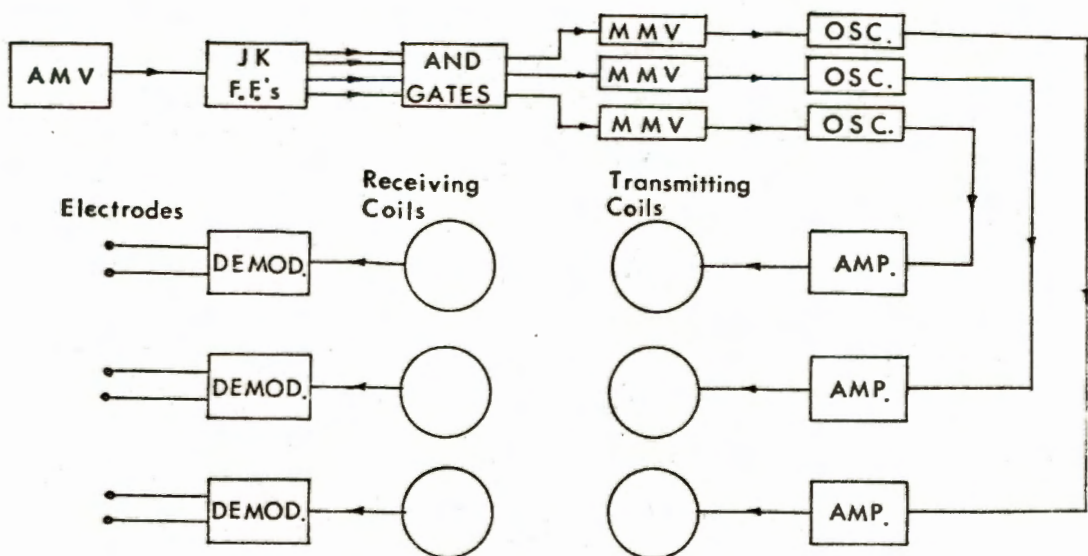 AMV
JK
F.F.'s
AND
GATES
MMV
OSC.
MMV
OSC.
MMV
OSC.
Electrodes
Receiving
Coils
Transmitting
Coils
DEMOD.
AMP.
DEMOD.
AMP.
DEMOD.
AMP.